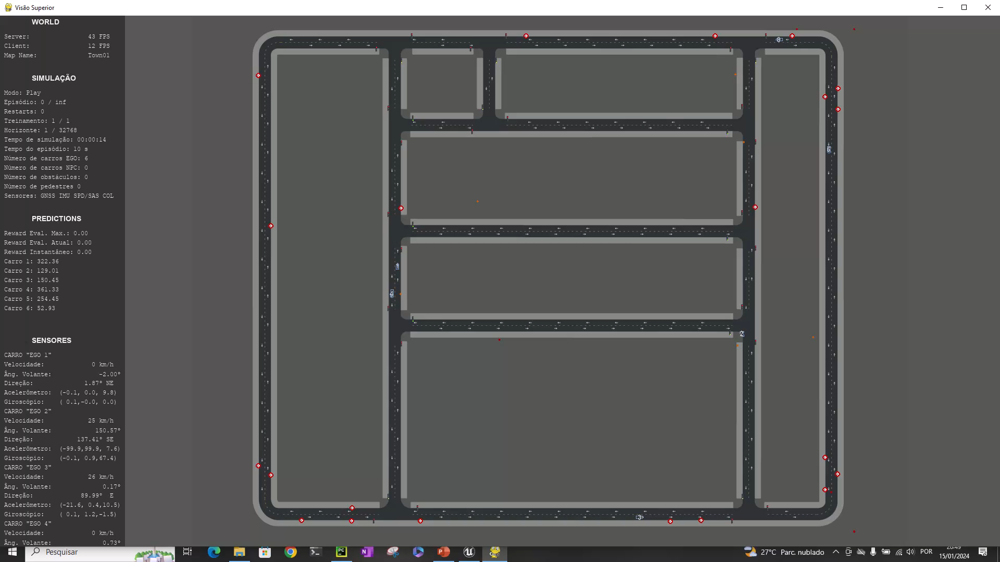 Visão Superior
WORLD
Server: 43 FPS
Client: 12 FPS
Map Name: Town01
SIMULAÇÃO
Modo: Play
Episódio: 0 / inf
Restarts: 0
Treinamento: 1 / 1
Horizonte: 1 / 32768
Tempo de simulação: 00:00:14
Tempo do episódio: 10 s
Número de carros EGO: 6
Número de carros NPC: 0
Número de obstáculos: 0
Número de pedestres 0
Sensores: GNSS IMU SPD/SAS COL
PREDICTIONS
Reward Eval. Max.: 0.00
Reward Eval. Atual: 0.00
Reward Instantâneo: 0.00
Carro 1: 322.36
Carro 2: 129.01
Carro 3: 150.45
Carro 4: 361.33
Carro 5: 254.45
Carro 6: 52.93
SENSORES
CARRO "EGO 1"
Velocidade: 0 km/h
Âng. Volante: -2.00°
Direção: 1.87° NE
Acelerômetro: (-0.1, 0.0, 9.8)
Giroscópio: ( 0.1,-0.0, 0.0)
CARRO "EGO 2"
Velocidade: 25 km/h
Âng. Volante: 150.57°
Direção: 137.41° SE
Acelerômetro: (-99.9,99.9, 7.6)
Giroscópio: (-0.1, 0.9,67.4)
CARRO "EGO 3"
Velocidade: 26 km/h
Âng. Volante: 0.17°
Direção: 89.99° E
Acelerômetro: (-21.6, 0.4,10.5)
Giroscópio: ( 0.1, 1.2,-1.5)
CARRO "EGO 4"
Velocidade: 0 km/h
Âng. Volante: 0.73°
6
5
1
4
2
3
Pesquisar
PC
N
P
27°C Parc. nublado
POR
20:49
15/01/2024